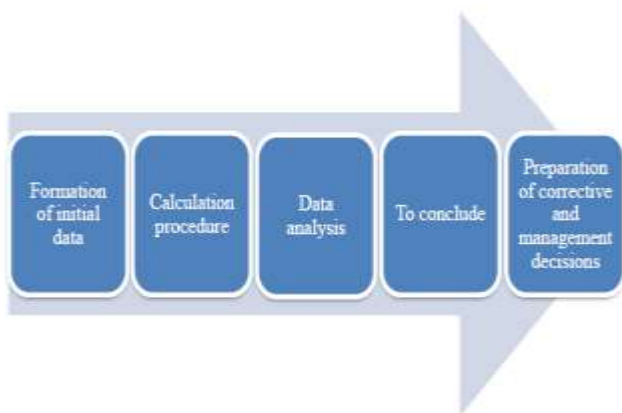 Formation
of initial
data
Calculation
procedure
Data
analysis
To conclude
Preparation
of corrective
and
management
decisions